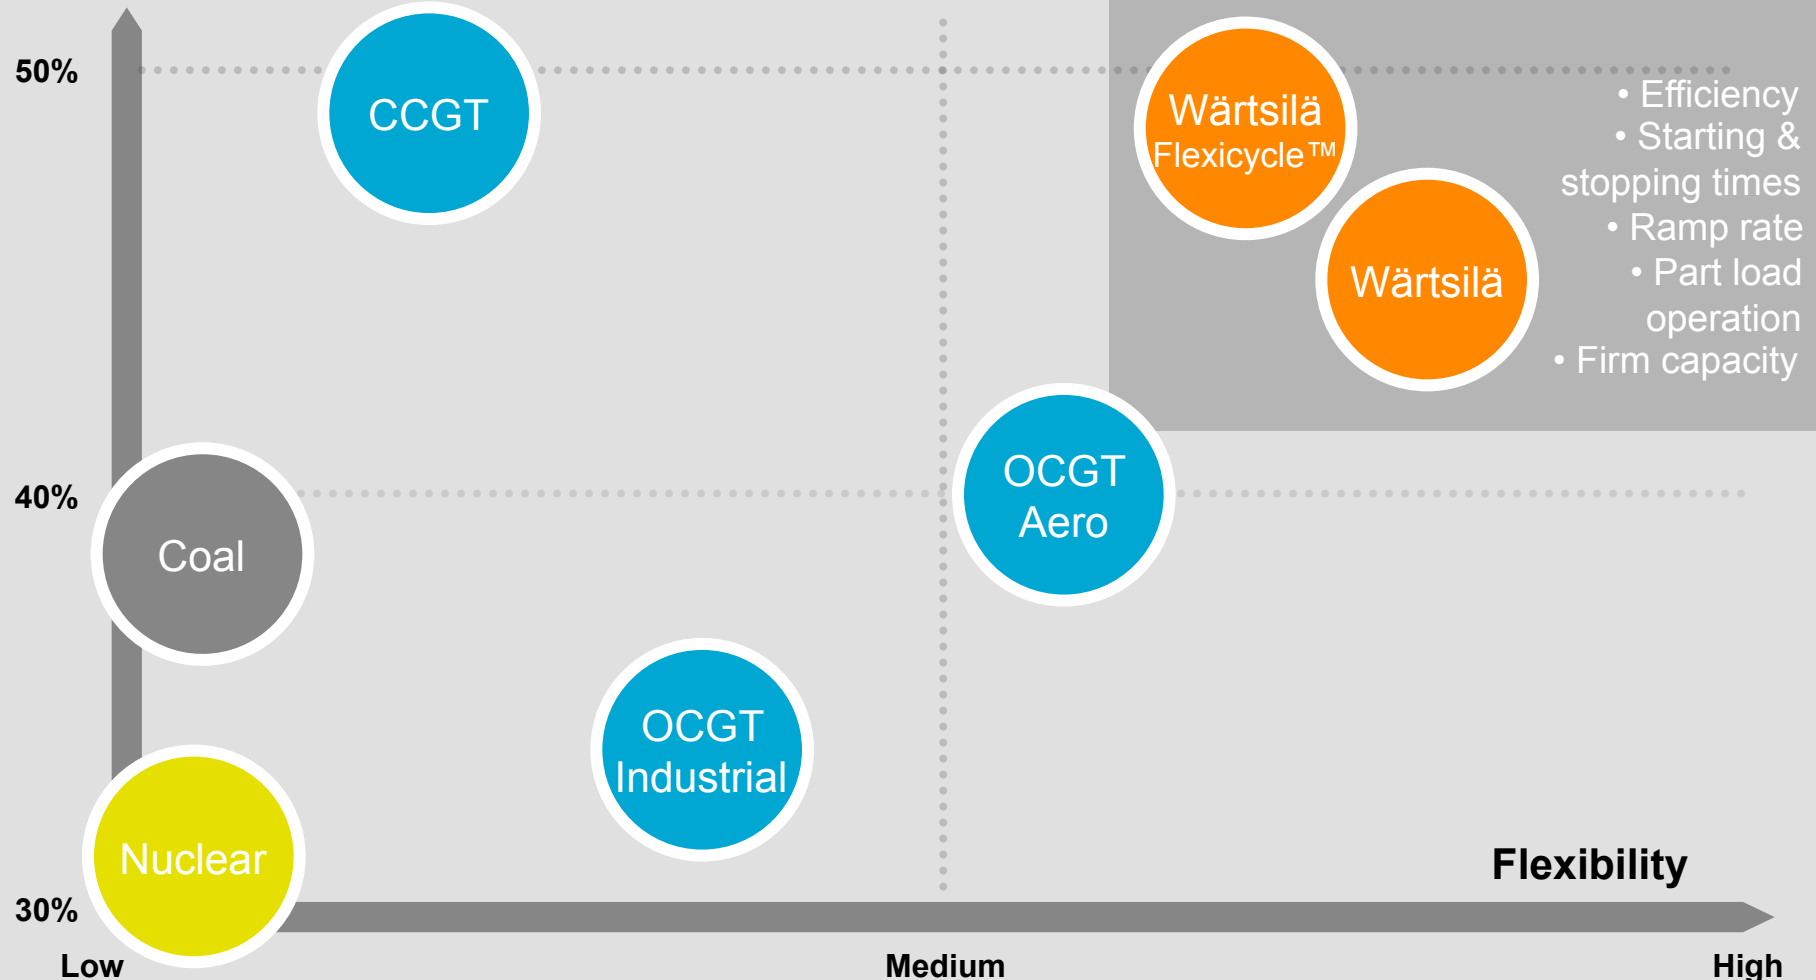 50%
CCGT
Wärtsilä
Flexicycle™
• Efficiency
• Starting &
stopping times
• Ramp rate
• Part load
operation
• Firm capacity
Wärtsilä
40%
OCGT
Aero
Coal
OCGT
Industrial
Nuclear
Flexibility
30%
Low
Medium
High